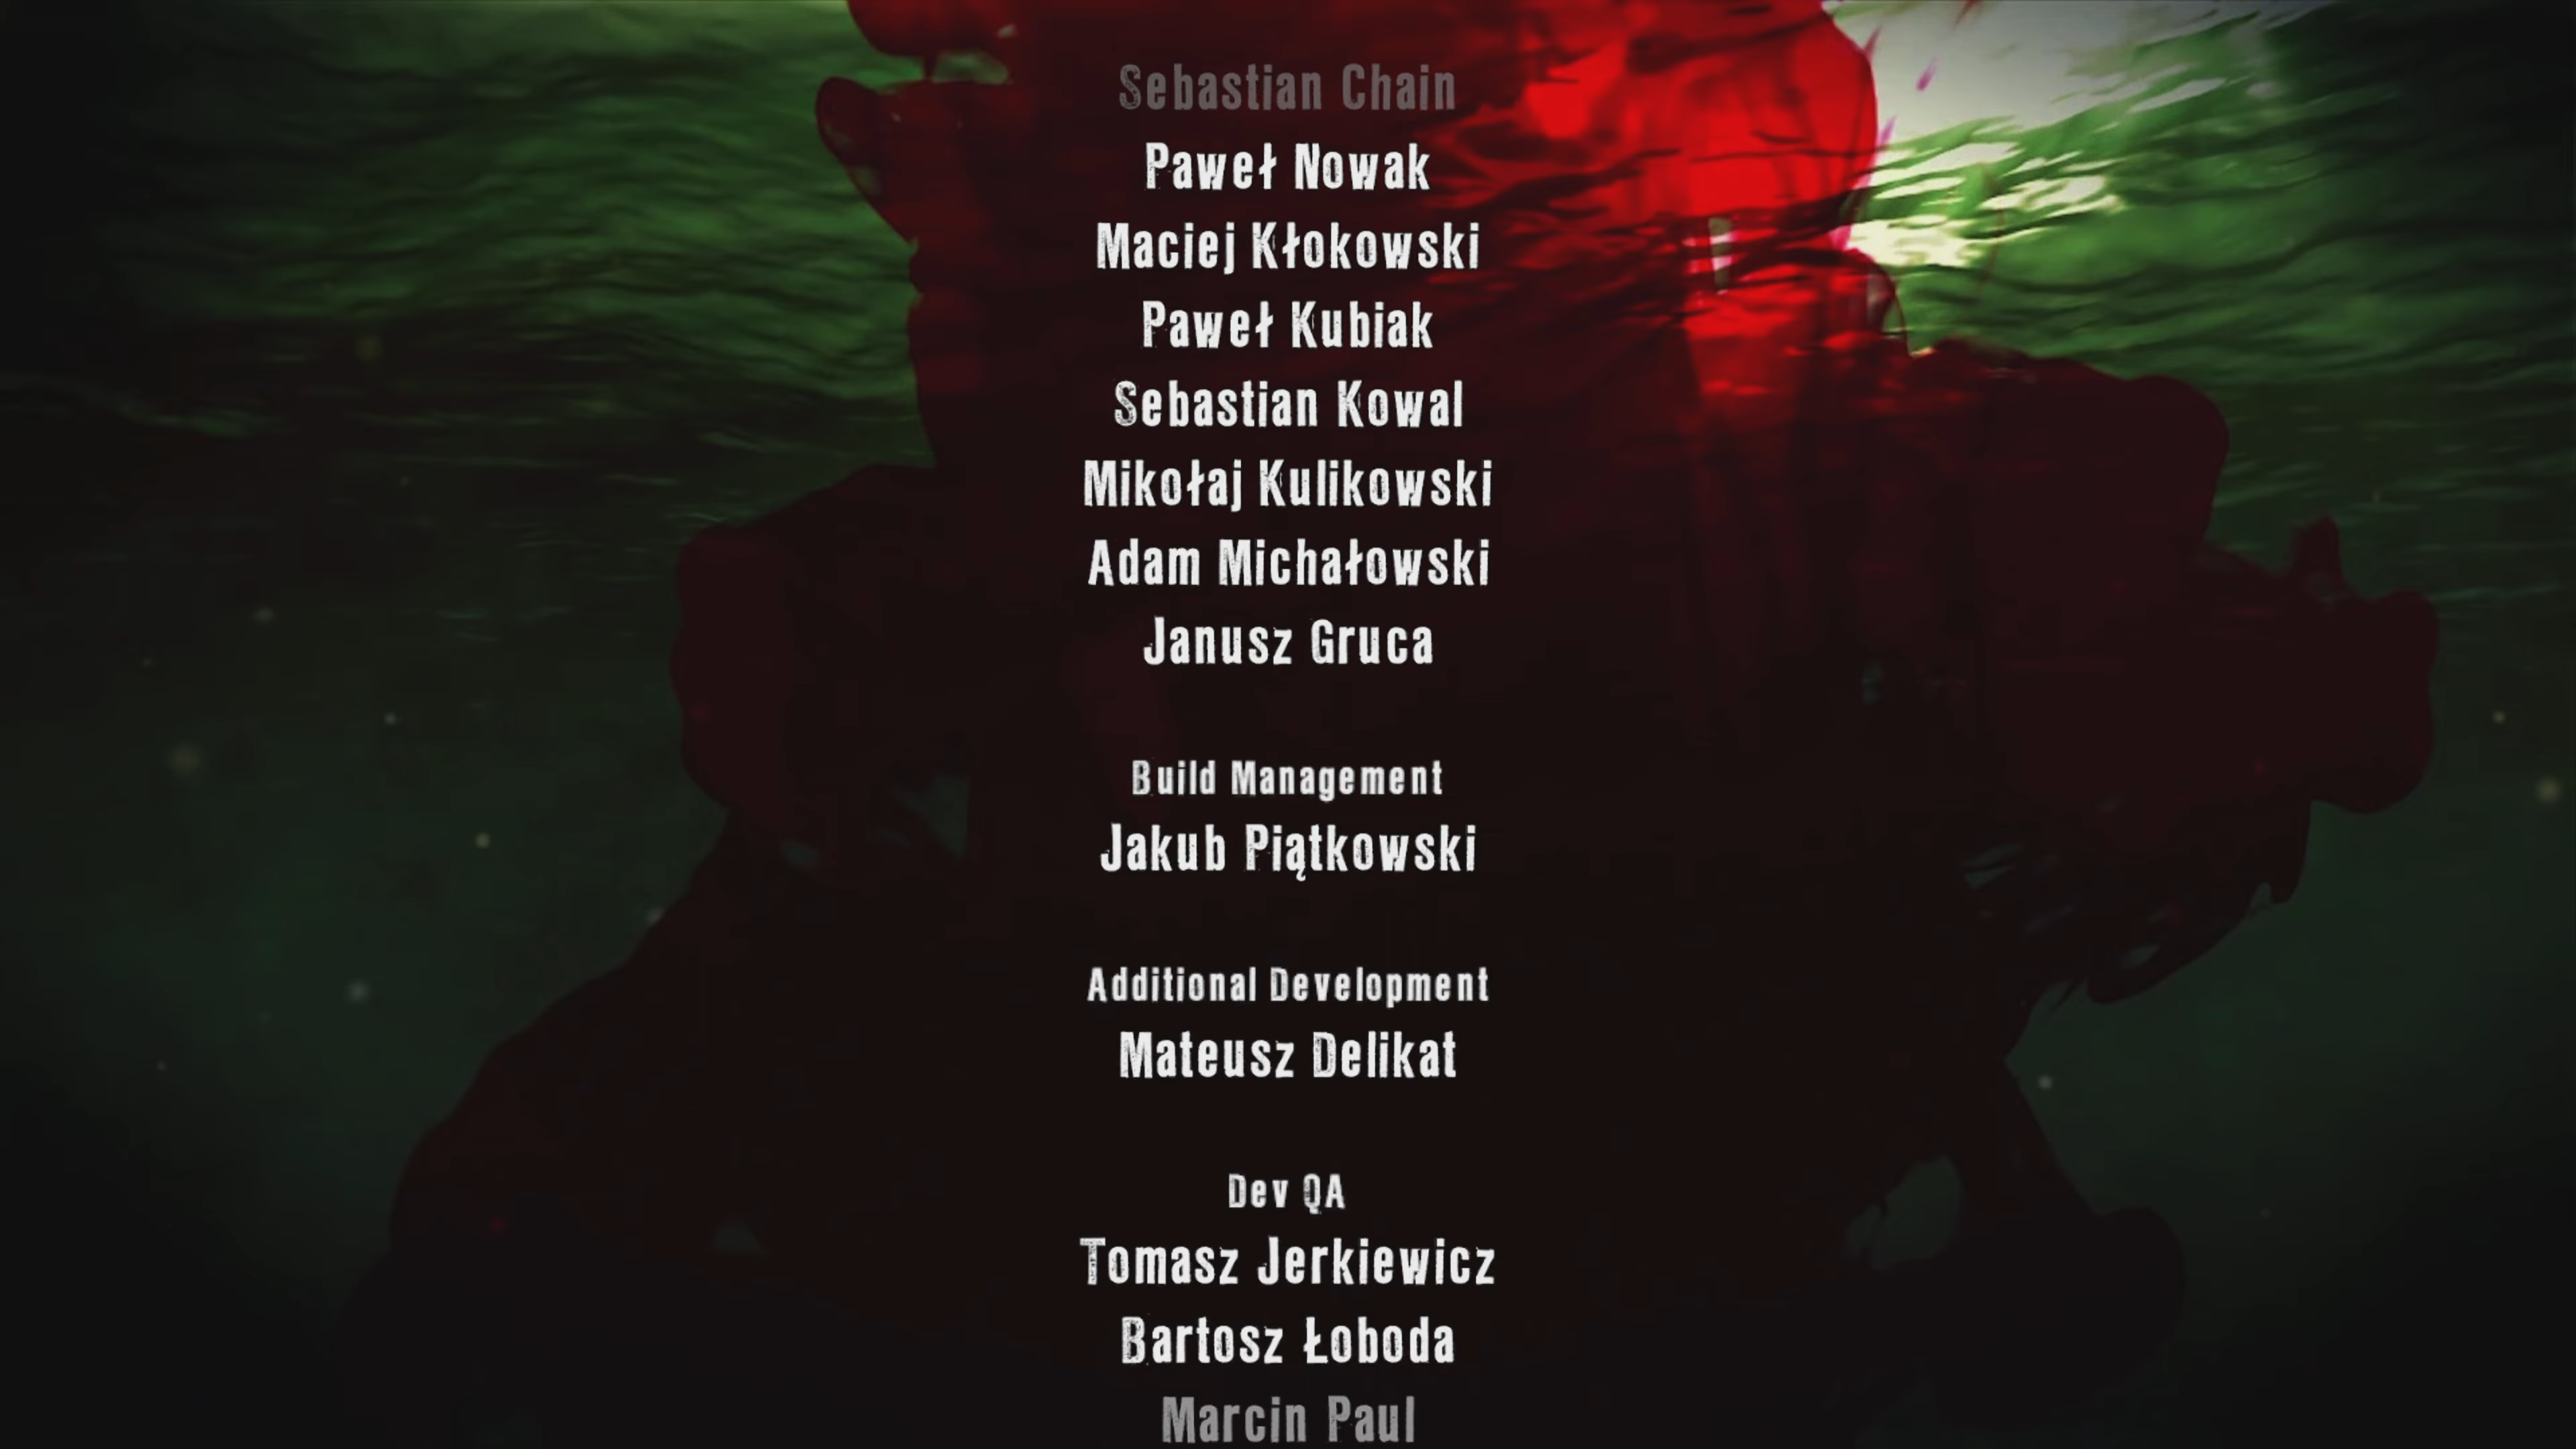 Sebastian Chain
Paweł Nowak
Maciej Kłokowski
Paweł Kubiak
Sebastian Kowal
Mikołaj Kulikowski
Adam Michałowski
Janusz Gruca
Build Management
Jakub Piątkowski
Additional Development
Mateusz Delikat
Dev QA
Tomasz Jerkiewicz
Bartosz Łoboda
Marcin Paul